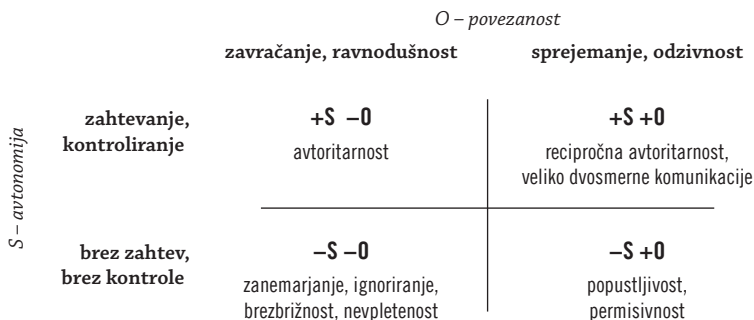 O – povezanost
zavračanje, ravnodušnost
sprejemanje, odzivnost
S – avtonomija
zahtevanje,
kontroliranje
+S –O
avtoritarnost
+S +O
recipročna avtoritarnost,
veliko dvosmerne komunikacije
brez zahtev,
brez kontrole
–S –O
zanemarjanje, ignoriranje,
brezbrižnost, nevpletenost
–S +O
popustljivost,
permisivnost